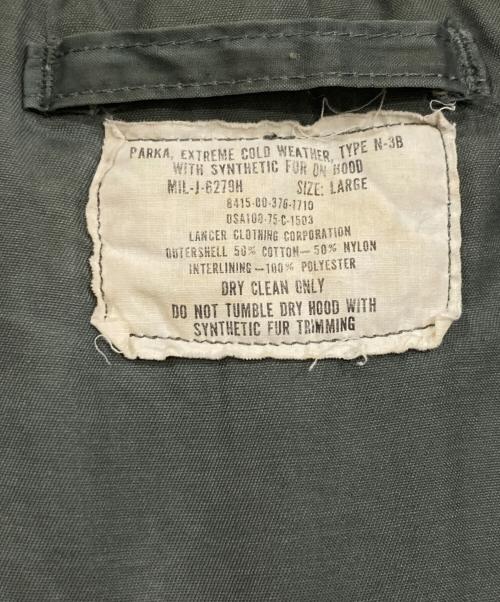 PARKA, EXTREME COLD WEATHER, TYPE N-3B
WITH SYNTHETIC FUR ON HOOD
MIL-J-6279H SIZE: LARGE
8415-00-376-1710
DSA100-75-C-1503
LANCER CLOTHING CORPORATION
OUTERSHELL 50% COTTON—50% NYLON
INTERLINING—100% POLYESTER
DRY CLEAN ONLY
DO NOT TUMBLE DRY HOOD WITH
SYNTHETIC FUR TRIMMING